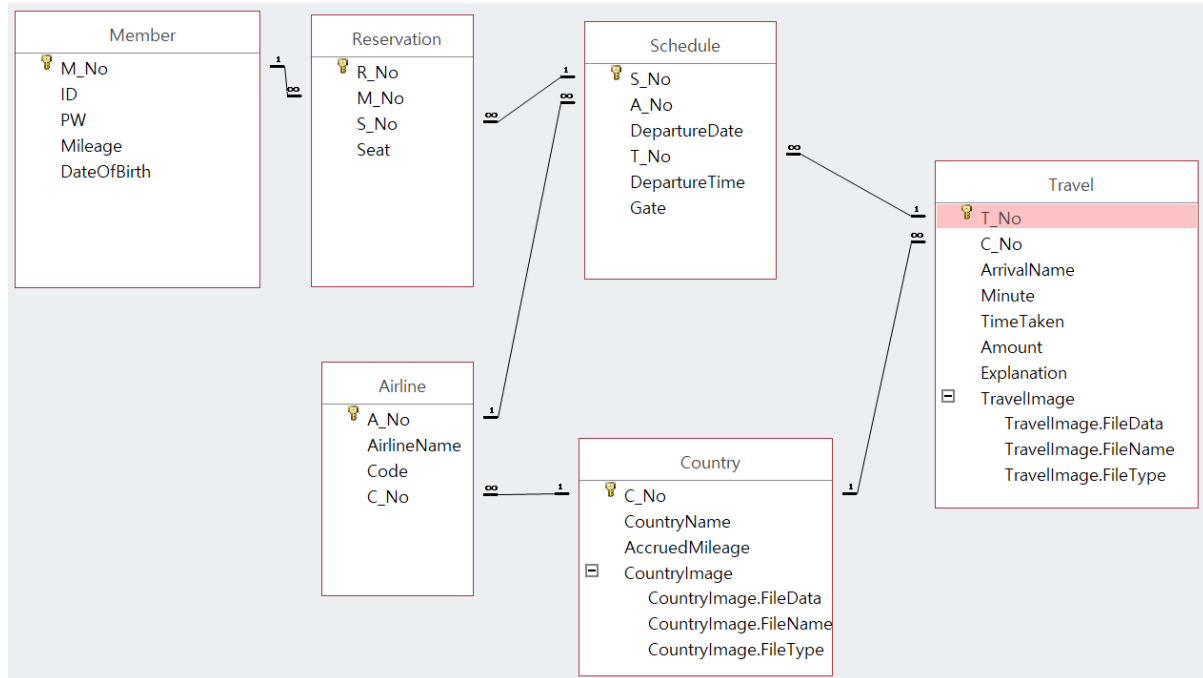 Member
M_No
ID
PW
Mileage
DateOfBirth
1
∞
Reservation
R_No
M_No
S_No
Seat
∞
1
∞
Schedule
S_No
A_No
DepartureDate
T_No
DepartureTime
Gate
∞
1
∞
Travel
T_No
C_No
ArrivalName
Minute
TimeTaken
Amount
Explanation
TravelImage
TravelImage.FileData
TravelImage.FileName
TravelImage.FileType
Airline
A_No
AirlineName
Code
C_No
1
∞
1
Country
C_No
CountryName
AccruedMileage
CountryImage
CountryImage.FileData
CountryImage.FileName
CountryImage.FileType
1